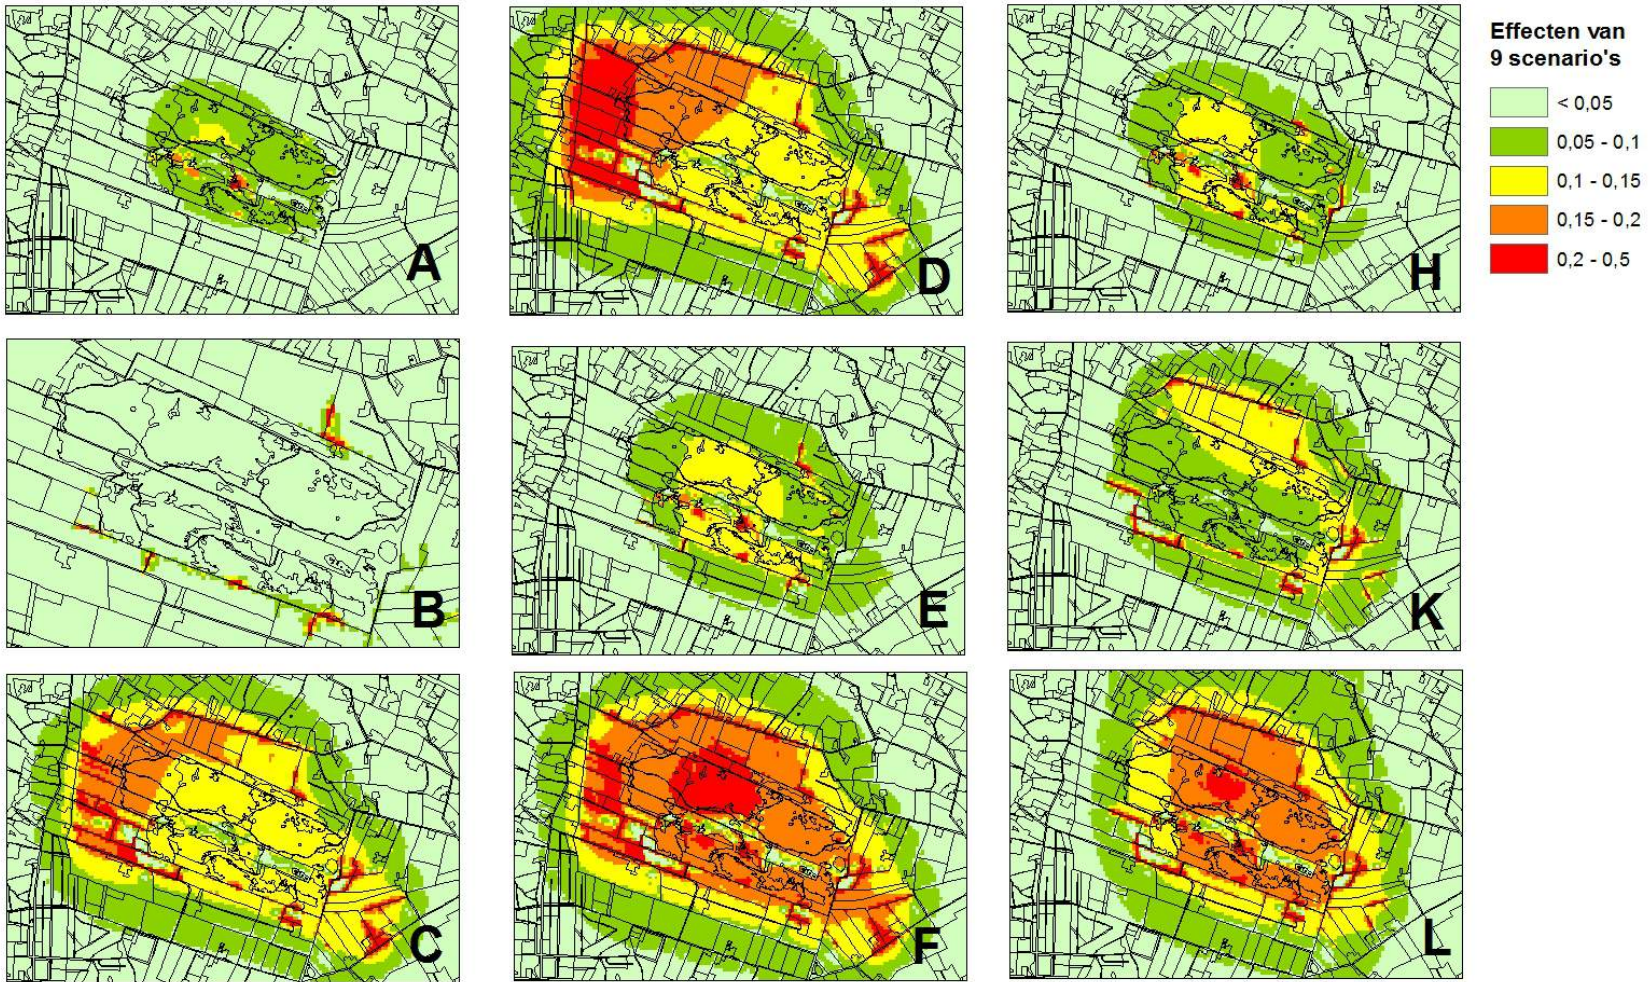 A
D
H
Effecten van
9 scenario's
< 0,05
0,05 - 0,1
0,1 - 0,15
0,15 - 0,2
0,2 - 0,5
B
E
K
C
F
L